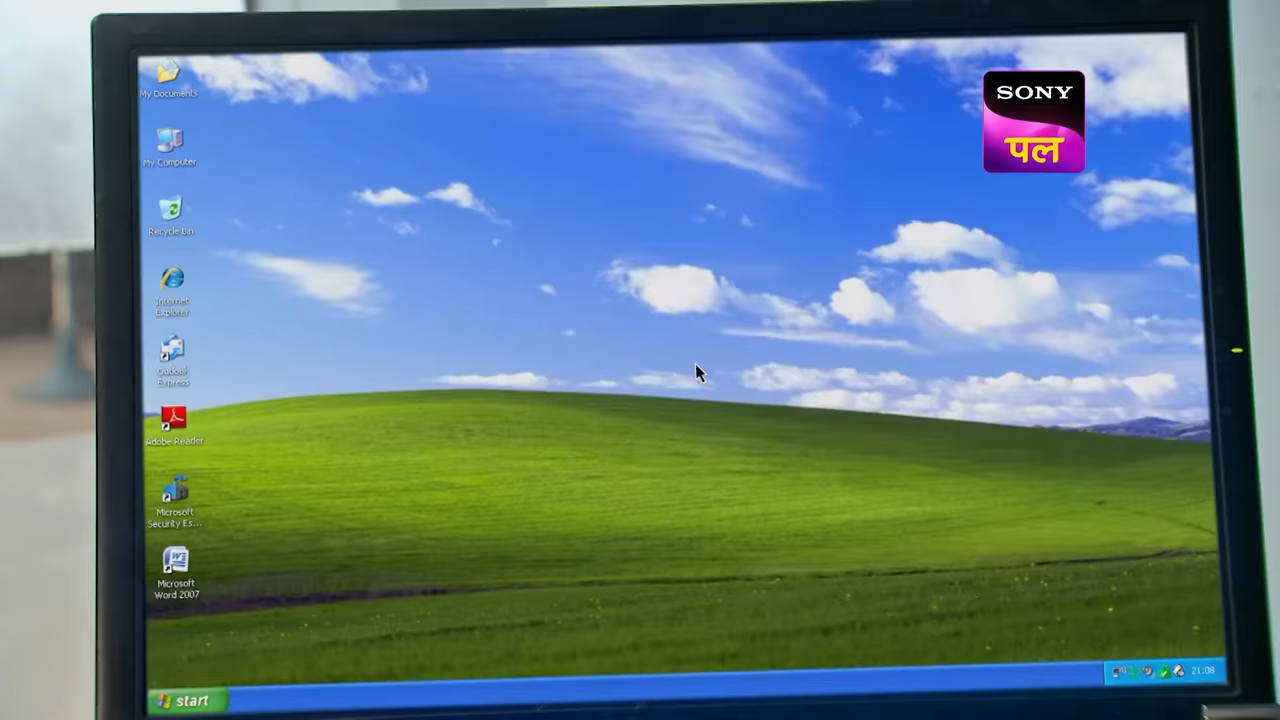 My Documents
SONY
पल
My Computer
Recycle Bin
Internet
Explorer
Outlook
Express
Adobe Reader
Microsoft
Security Es...
Microsoft
Word 2007
start
21:08